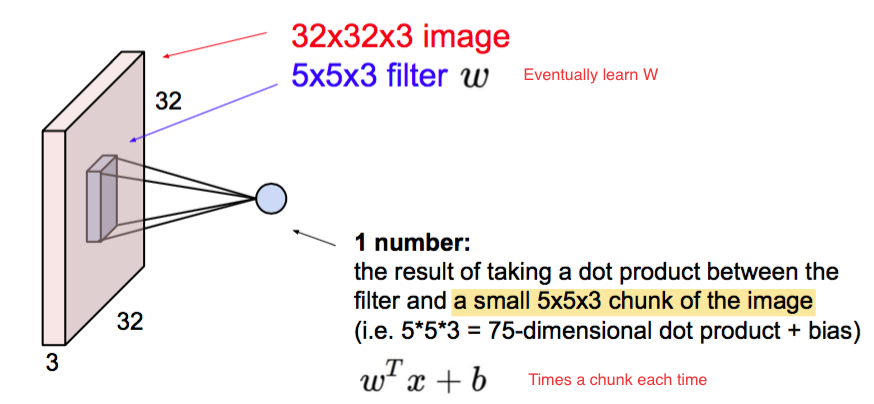 32x32x3 image
5x5x3 filter w
Eventually learn W
32
32
3
1 number:
the result of taking a dot product between the
filter and a small 5x5x3 chunk of the image
(i.e. 5*5*3 = 75-dimensional dot product + bias)
w^T x + b
Times a chunk each time